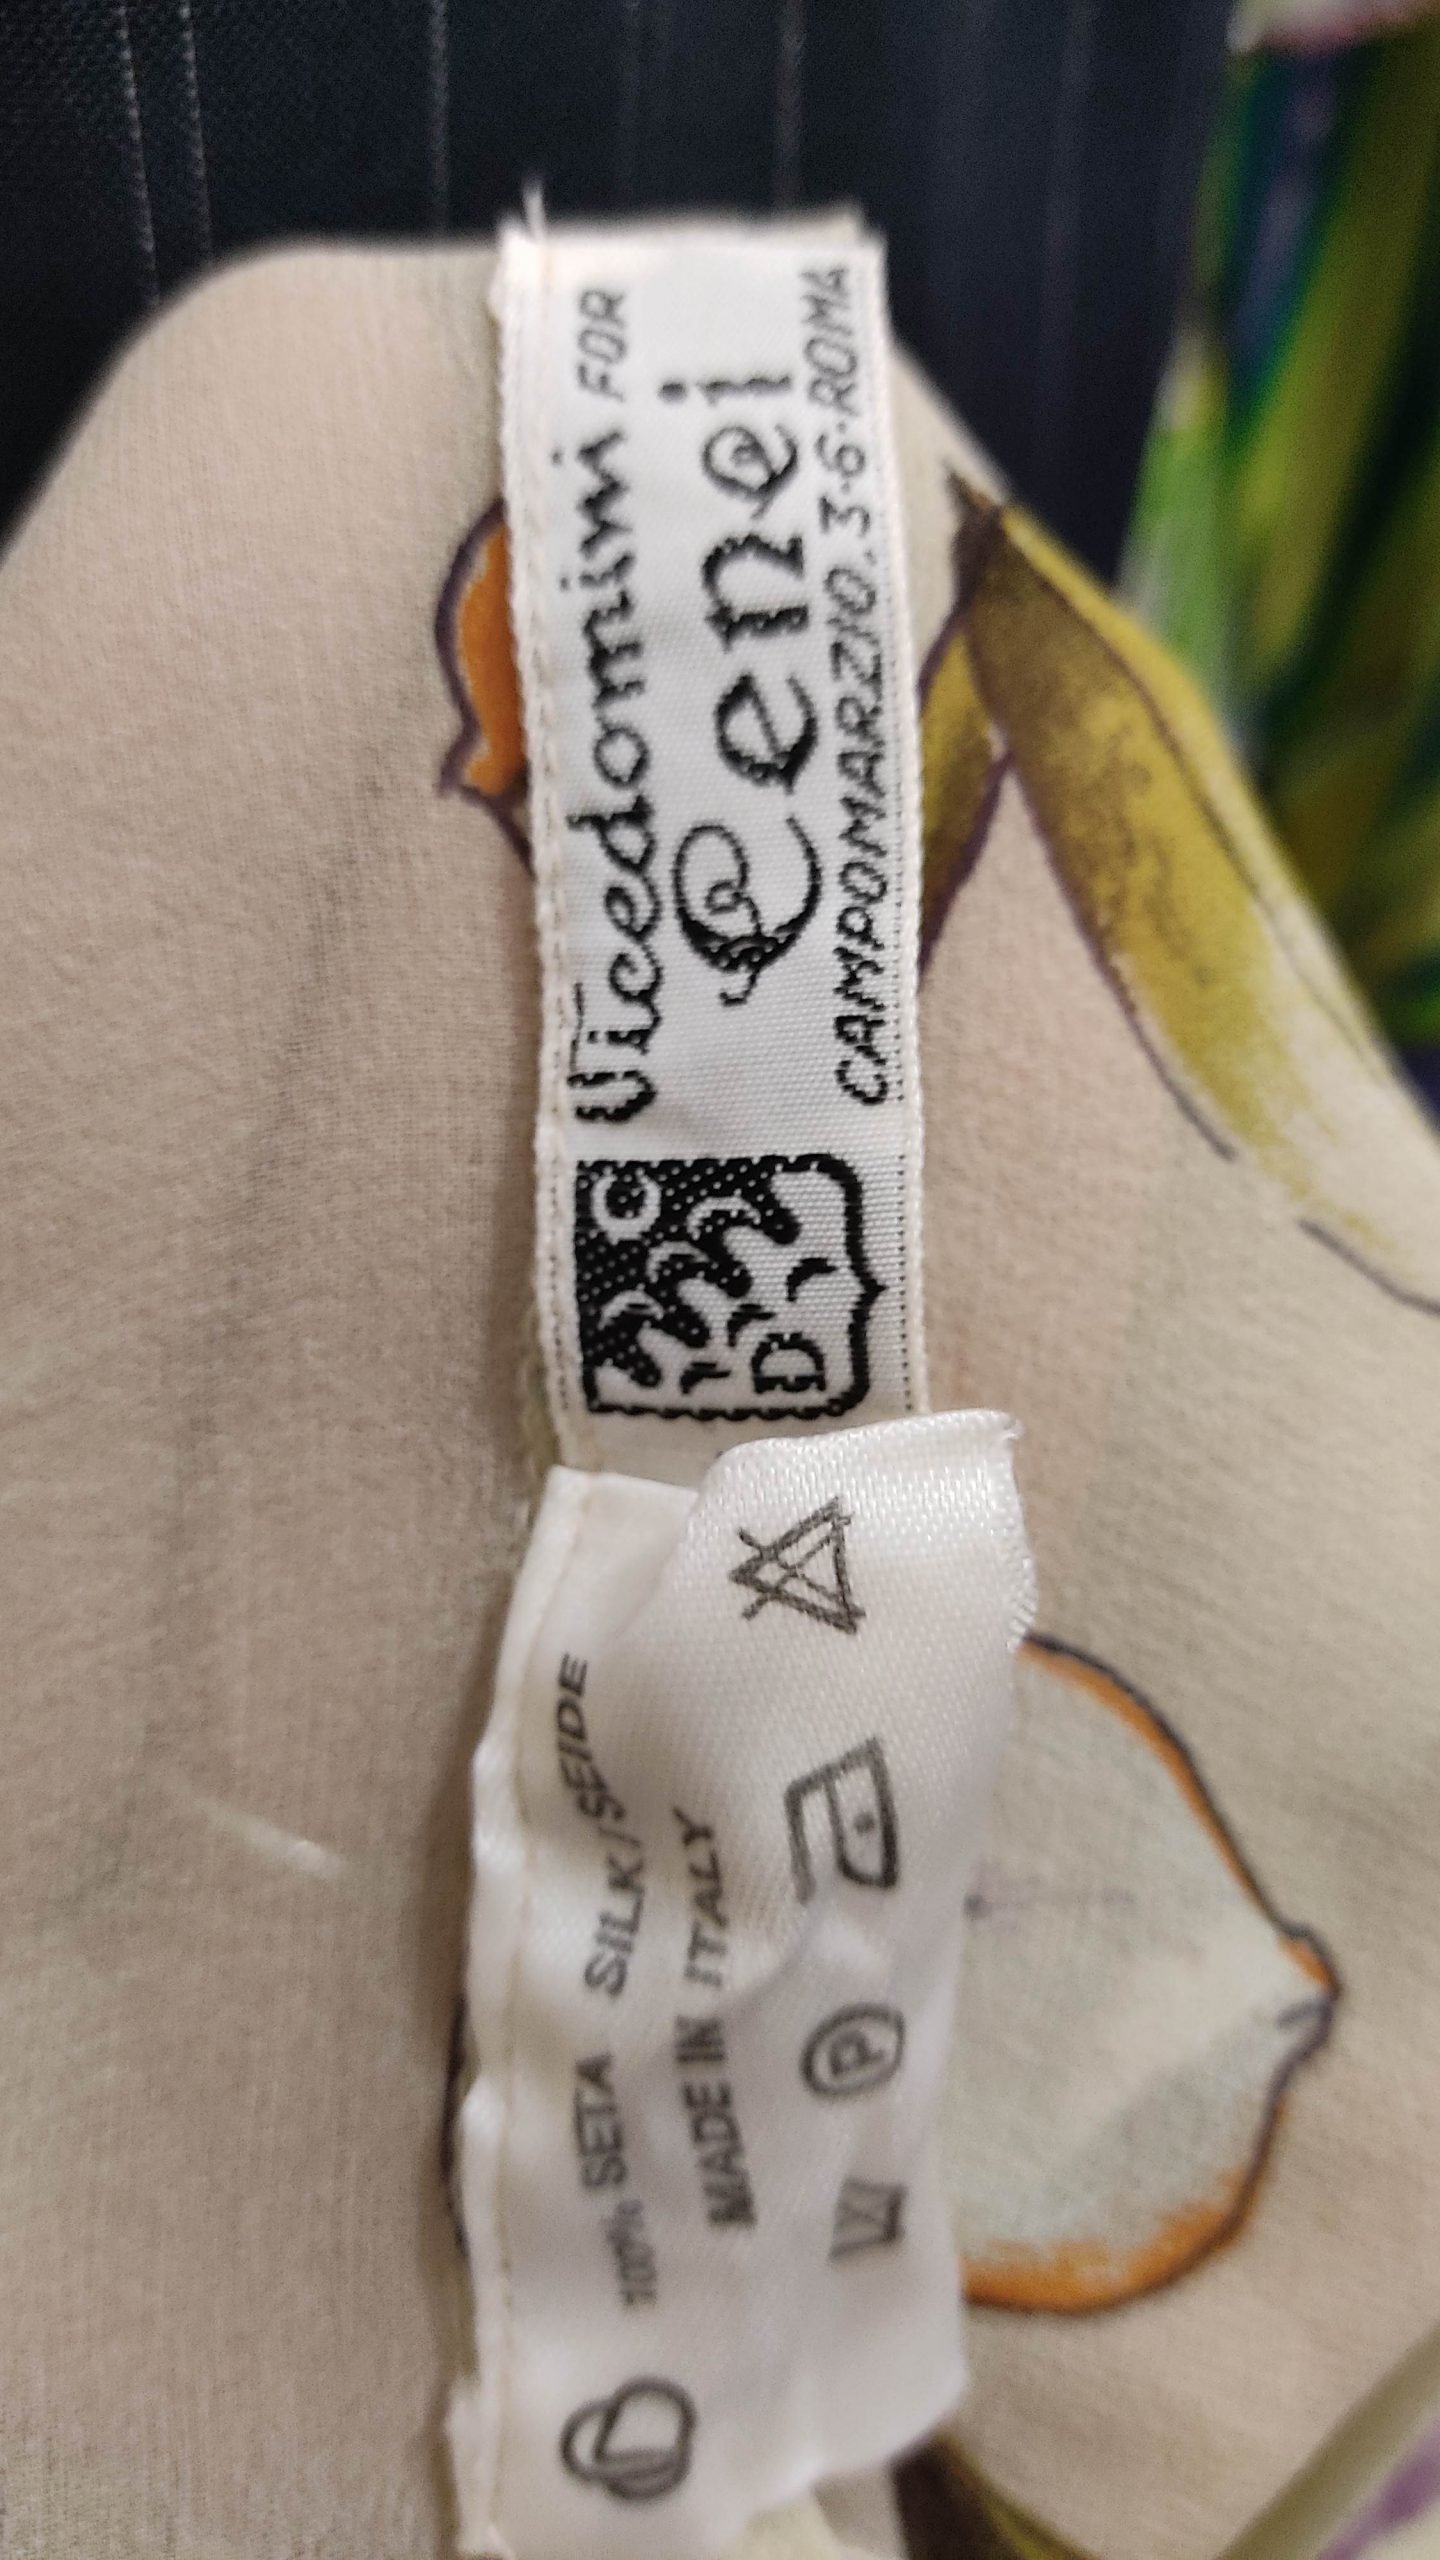 Vicedomini FOR
Cenci
CAMPOMARZIO.3·6·ROMA
C
D
100% SETA SILK/SEIDE
MADE IN ITALY
P